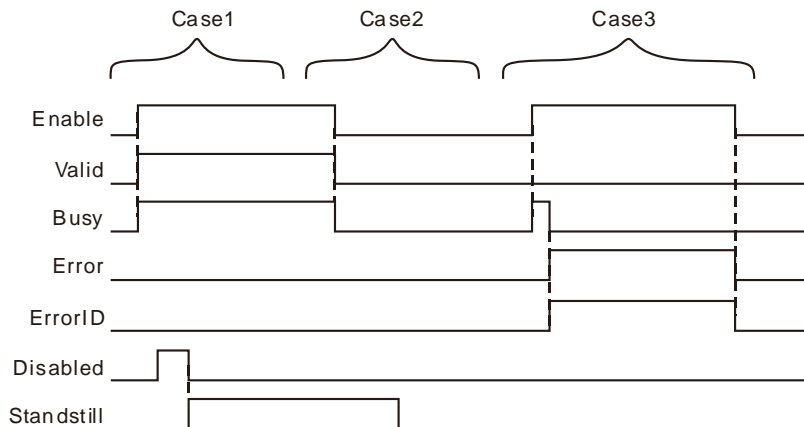 Case1 Case2 Case3
Enable
Valid
Busy
Error
ErrorID
Disabled
Standstill